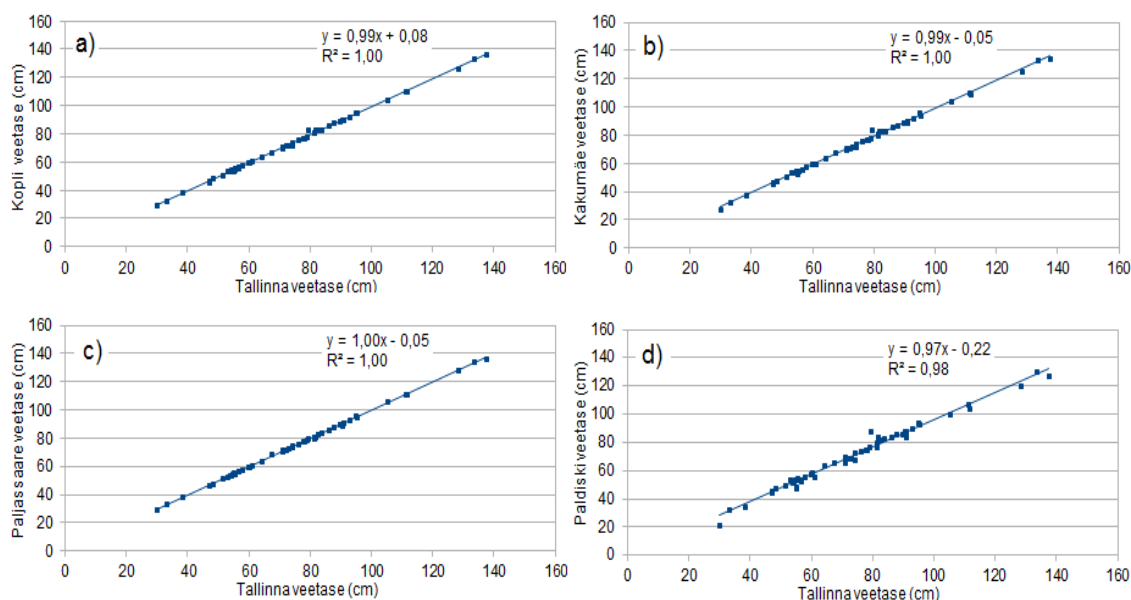 a)
y = 0,99x + 0,08
R² = 1,00
Kopli veetase (cm)
160
140
120
100
80
60
40
20
0
0 20 40 60 80 100 120 140 160
Tallinna veetase (cm)
b)
y = 0,99x - 0,05
R² = 1,00
Kakumäe veetase (cm)
160
140
120
100
80
60
40
20
0
0 20 40 60 80 100 120 140 160
Tallinna veetase (cm)
c)
y = 1,00x - 0,05
R² = 1,00
Paljassaare veetase (cm)
160
140
120
100
80
60
40
20
0
0 20 40 60 80 100 120 140 160
Tallinna veetase (cm)
d)
y = 0,97x - 0,22
R² = 0,98
Paldiski veetase (cm)
160
140
120
100
80
60
40
20
0
0 20 40 60 80 100 120 140 160
Tallinna veetase (cm)